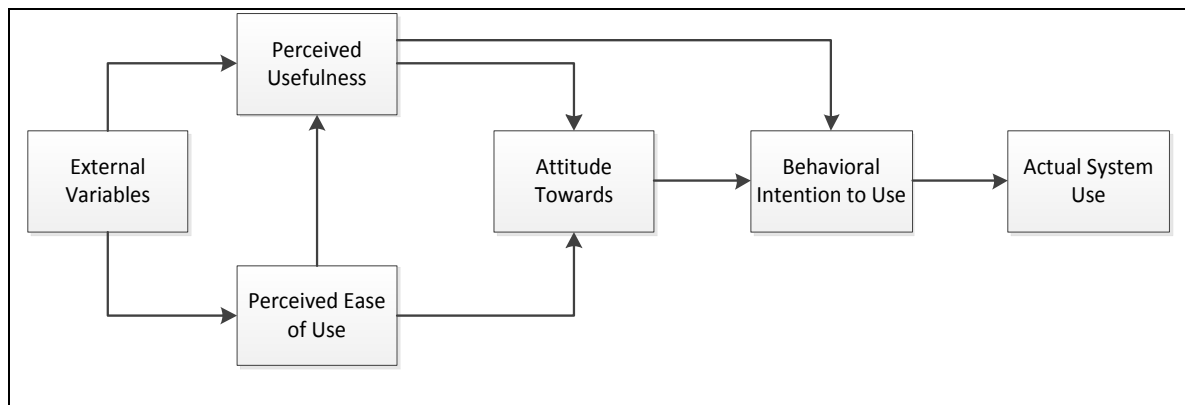 Perceived
Usefulness
External
Variables
Attitude
Towards
Behavioral
Intention to Use
Actual System
Use
Perceived Ease
of Use